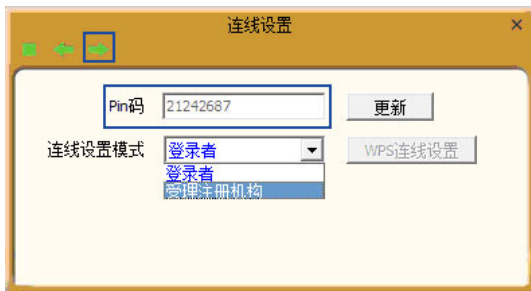 连线设置
Pin码 21242687 更新
连线设置模式 登录者 WPS连线设置
登录者
受理注册机构